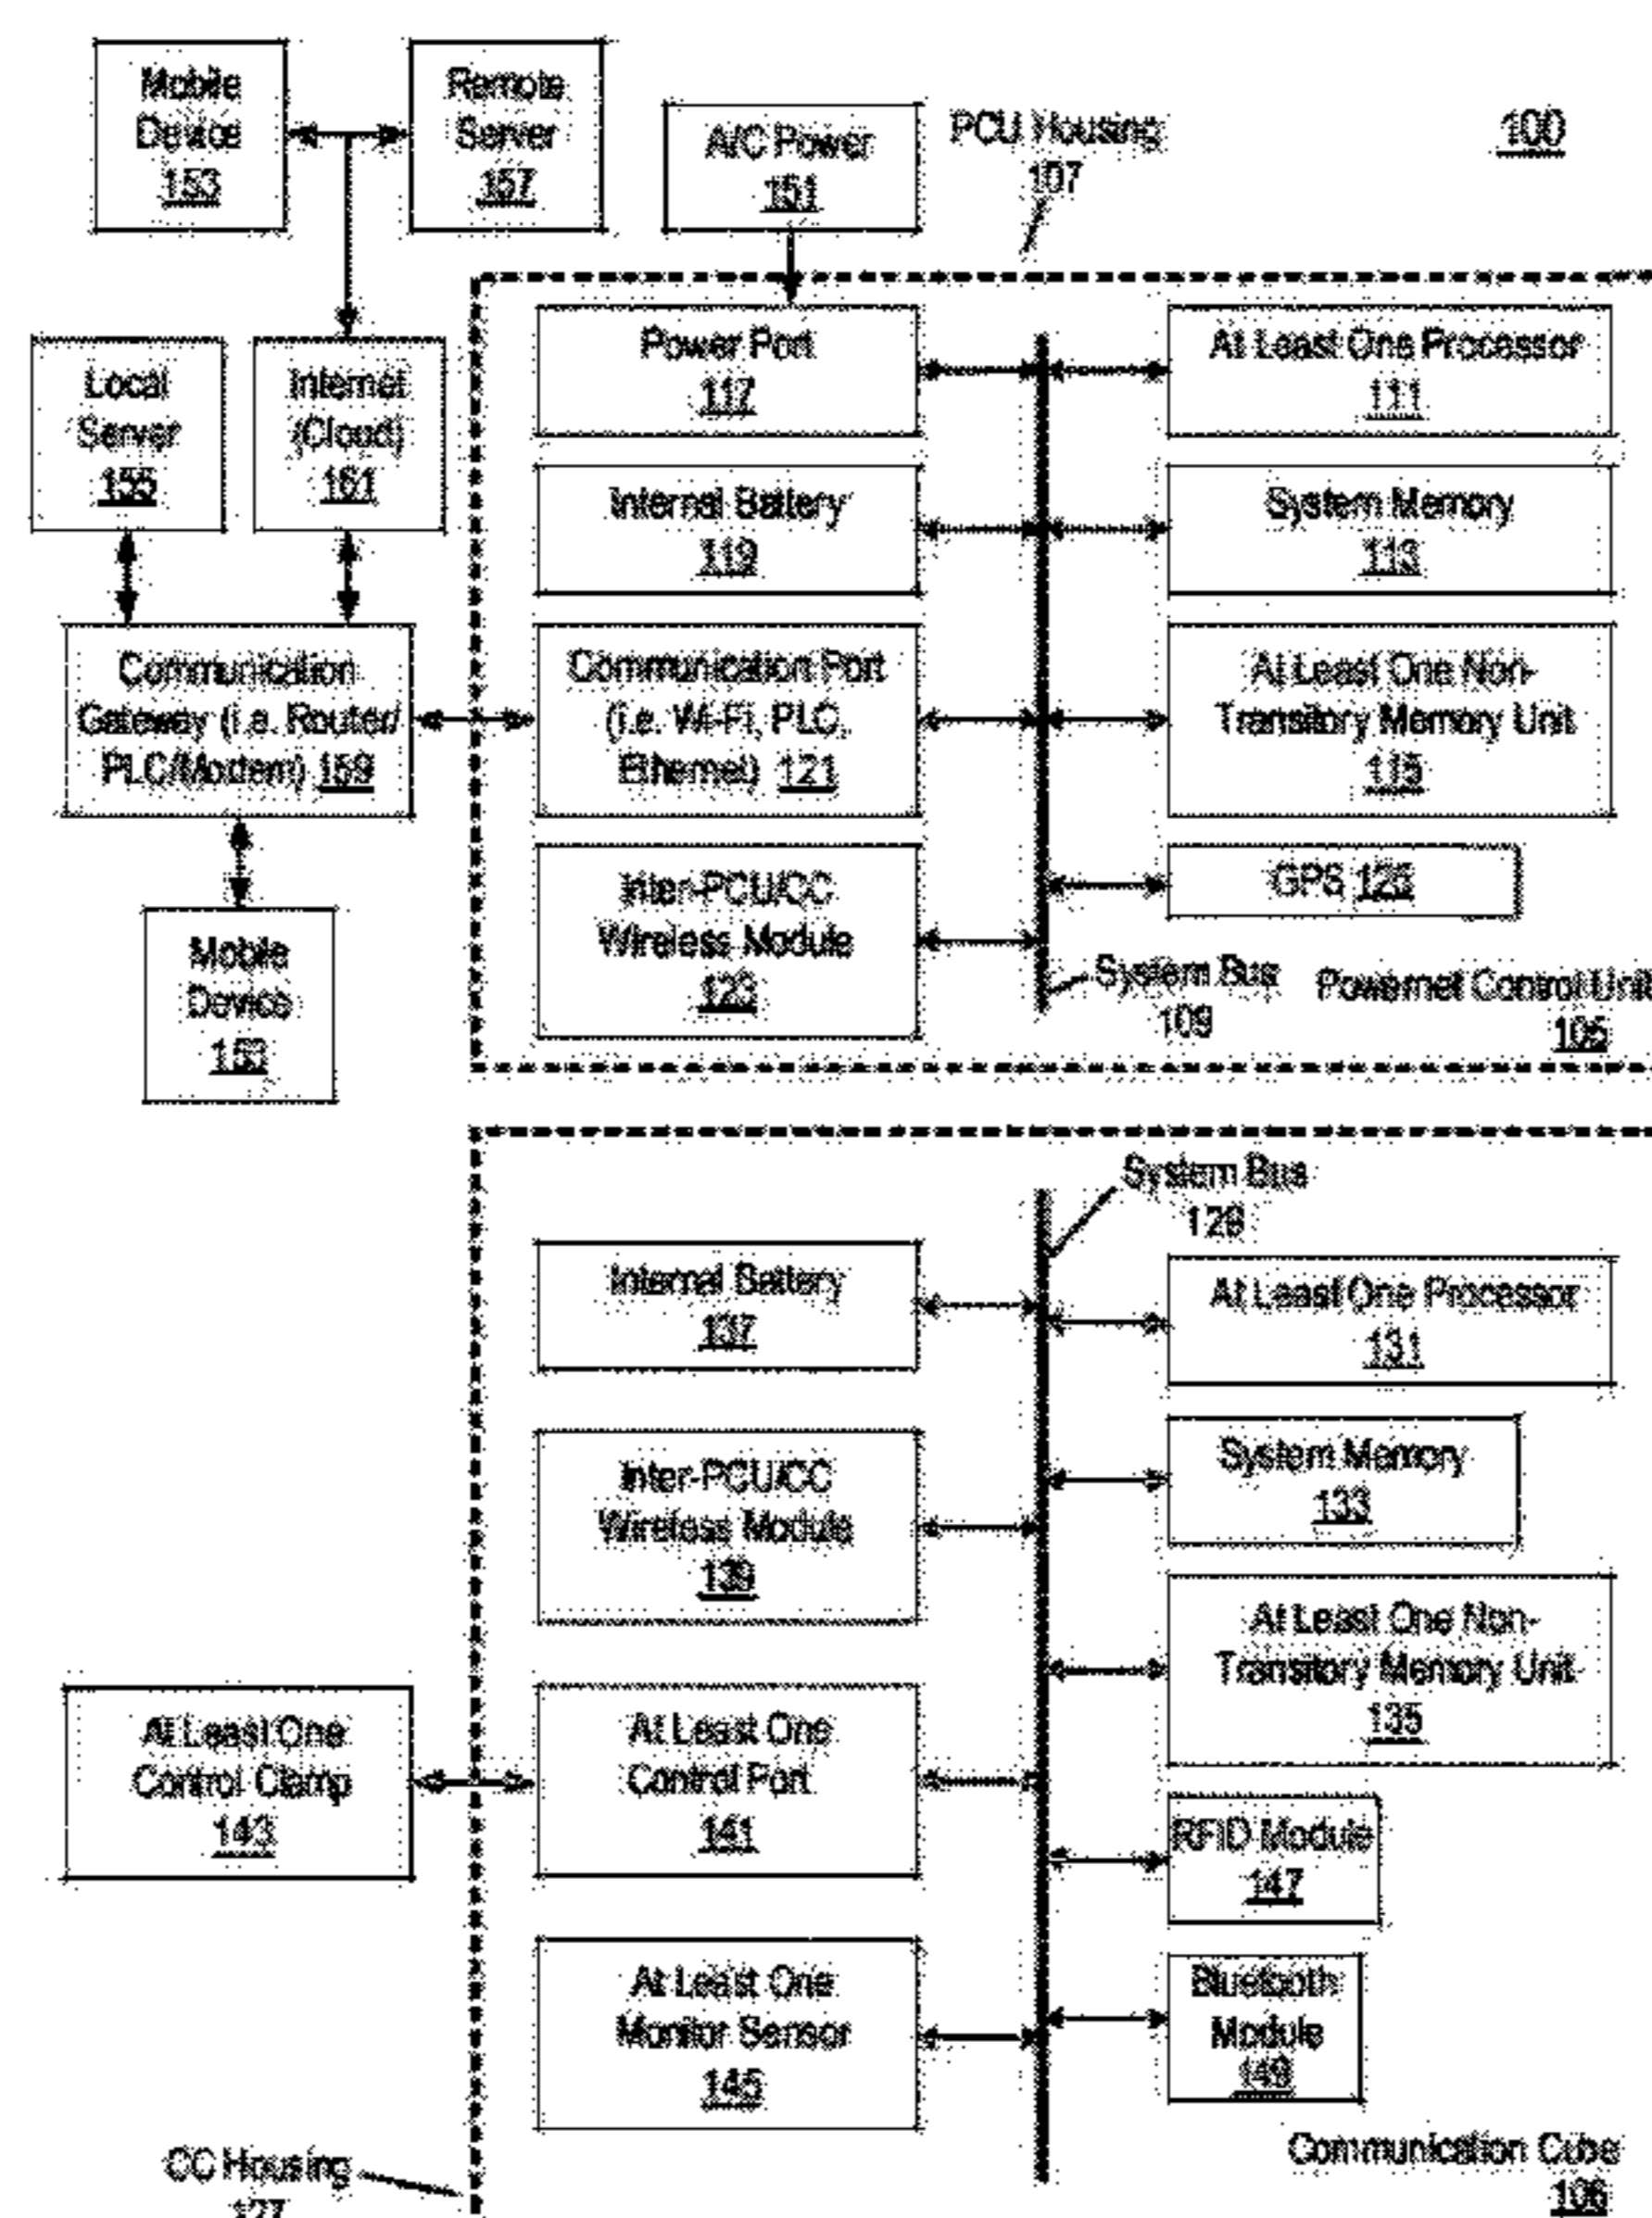 Mobile
Device
153
Remote
Server
157
A/C Power
151
PCU Housing
107
100
Local
Server
155
Internet
(Cloud)
161
Power Port
117
At Least One Processor
111
Internal Battery
119
System Memory
113
Communication
Gateway (i.e. Router/
PLC/Modem) 159
Communication Port
(i.e. Wi-Fi, PLC,
Ethernet) 121
At Least One Non-
Transitory Memory Unit
115
Inter-PCU/CC
Wireless Module
123
GPS 125
Mobile
Device
153
System Bus
109
Powernet Control Unit
105
System Bus
129
Internal Battery
137
At Least One Processor
131
Inter-PCU/CC
Wireless Module
139
System Memory
133
At Least One Non-
Transitory Memory Unit
135
At Least One
Control Clamp
143
At Least One
Control Port
141
RFID Module
147
At Least One
Monitor Sensor
145
Bluetooth
Module
149
CC Housing
127
Communication Cube
106